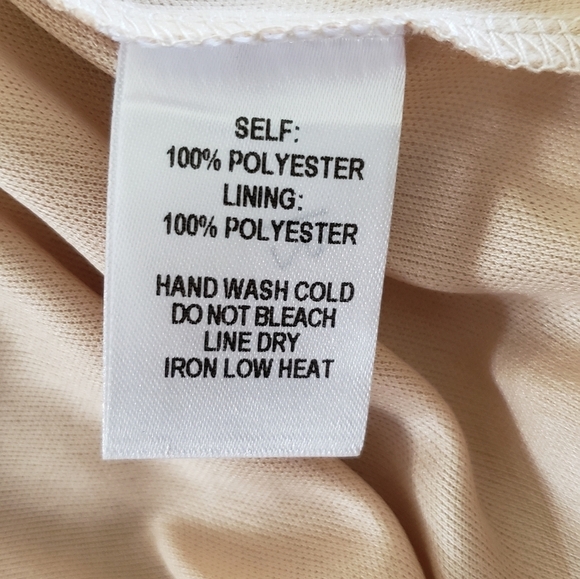 SELF:
100% POLYESTER
LINING:
100% POLYESTER
HAND WASH COLD
DO NOT BLEACH
LINE DRY
IRON LOW HEAT